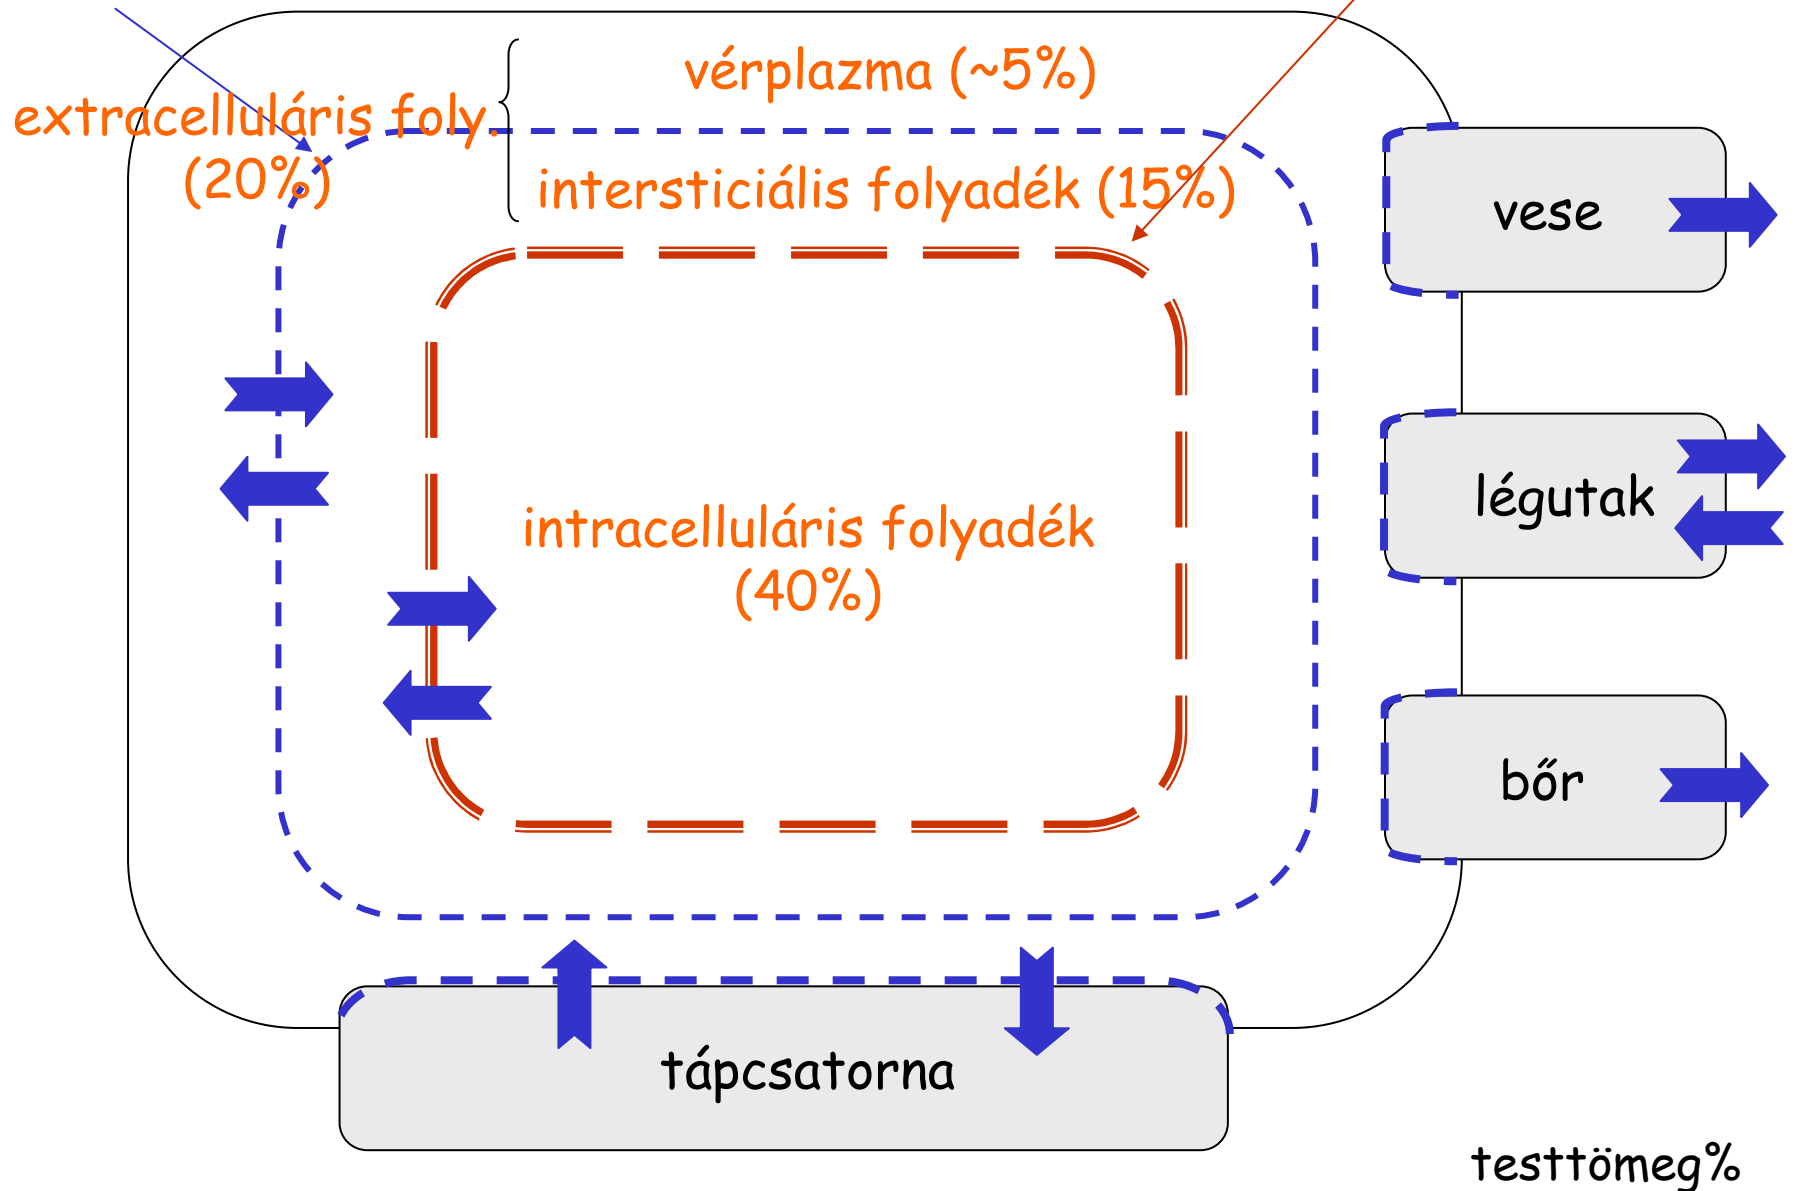 vérplazma (~5%)
extracelluláris foly.
(20%)
intersticiális folyadék (15%)
vese
légutak
intracelluláris folyadék
(40%)
bőr
tápcsatorna
testtömeg%